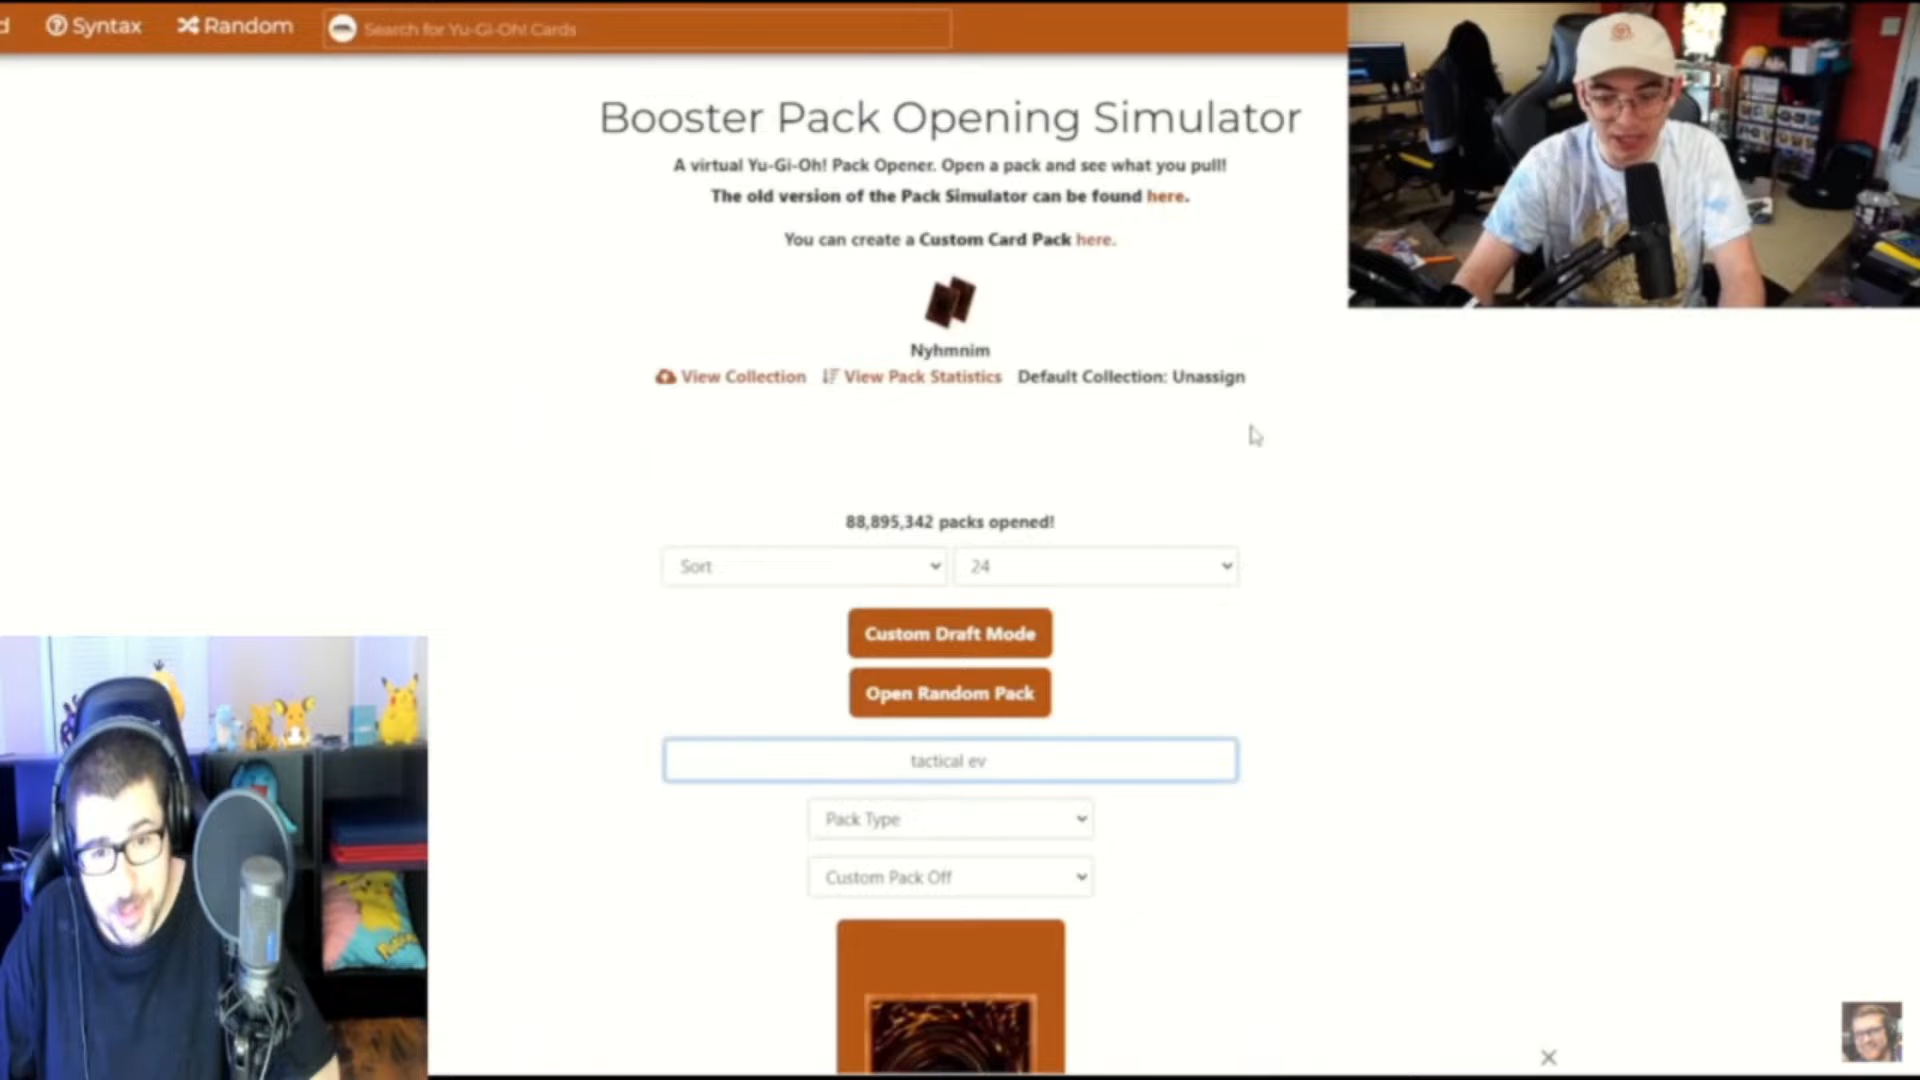 d Syntax Random Search for Yu-Gi-Oh! Cards
Booster Pack Opening Simulator
A virtual Yu-Gi-Oh! Pack Opener. Open a pack and see what you pull!
The old version of the Pack Simulator can be found here.
You can create a Custom Card Pack here.
Nyhmnim
View Collection View Pack Statistics Default Collection: Unassign
88,895,342 packs opened!
Sort 24
Custom Draft Mode
Open Random Pack
tactical ev
Pack Type
Custom Pack Off